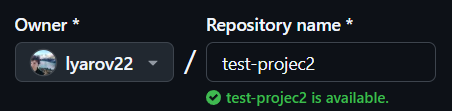 Owner * Repository name *
lyarov22 / test-projec2
test-projec2 is available.